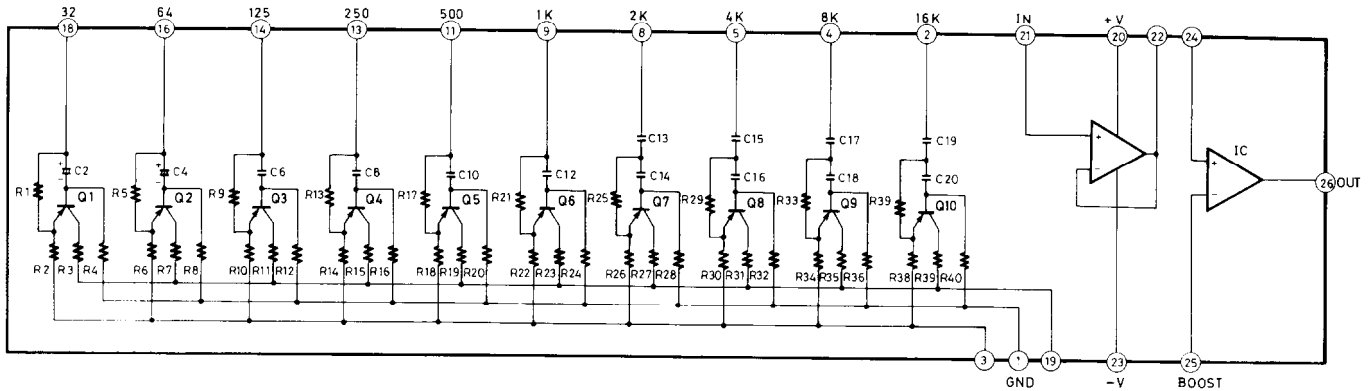 32 64 125 250 500 1K 2K 4K 8K 16K IN +V
18 16 14 13 11 9 8 5 4 2 21 20 22 24
C13 C15 C17 C19
+ -
+ IC -
C2 C4 C6 C8 C10 C12 C14 C16 C18 C20
R1 R5 R9 R13 R17 R21 R25 R29 R33 R39
Q1 Q2 Q3 Q4 Q5 Q6 Q7 Q8 Q9 Q10
26 OUT
R2 R3 R4 R6 R7 R8 R10 R11 R12 R14 R15 R16 R18 R19 R20 R22 R23 R24 R26 R27 R28 R30 R31 R32 R34 R35 R36 R38 R39 R40
3 1 19 23 25
GND -V BOOST